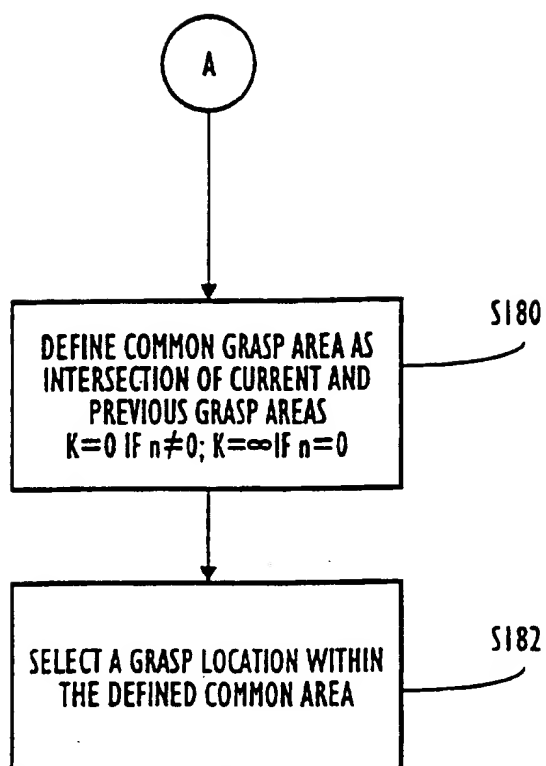 A
S180
DEFINE COMMON GRASP AREA AS
INTERSECTION OF CURRENT AND
PREVIOUS GRASP AREAS
K=0 IF n≠0; K=∞ IF n=0
S182
SELECT A GRASP LOCATION WITHIN
THE DEFINED COMMON AREA